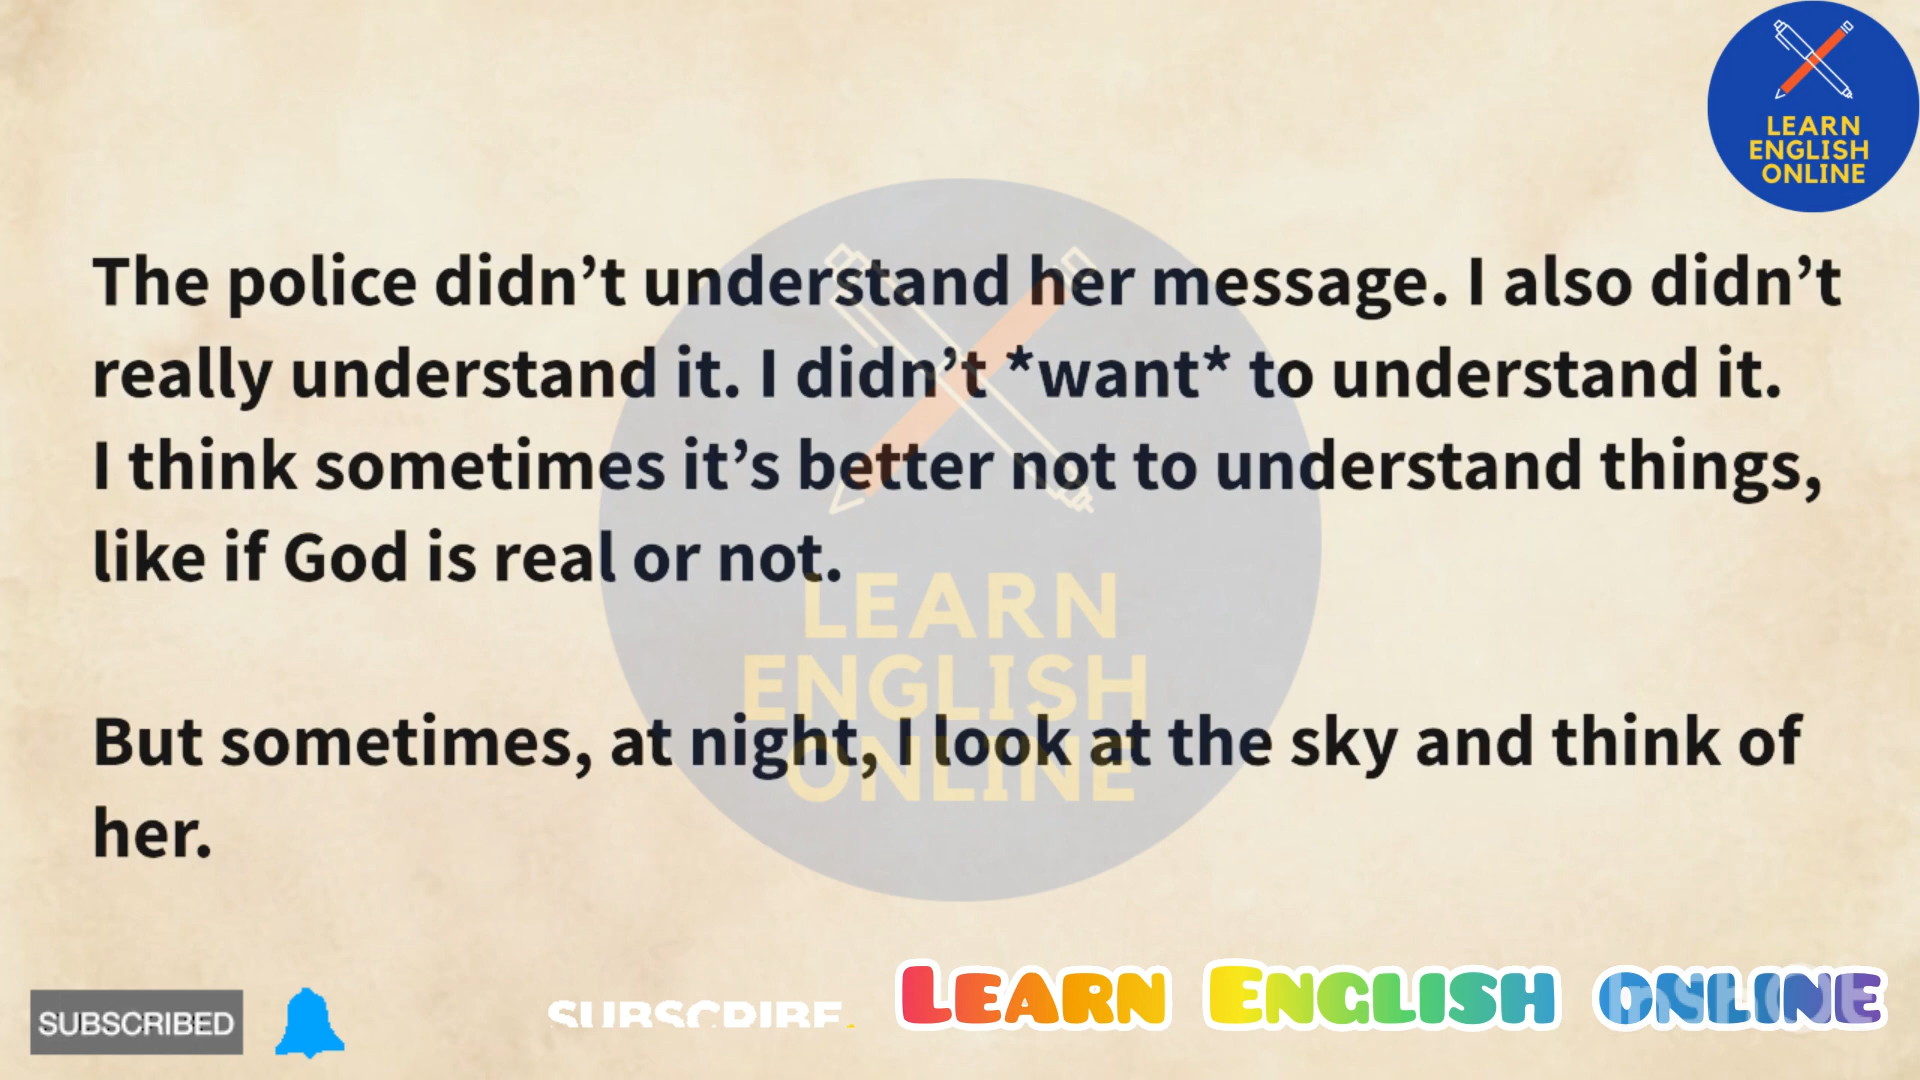 LEARN
ENGLISH
ONLINE
The police didn’t understand her message. I also didn’t
really understand it. I didn’t *want* to understand it.
I think sometimes it’s better not to understand things,
like if God is real or not.
LEARN
ENGLISH
ONLINE
But sometimes, at night, I look at the sky and think of
her.
SUBSCRIBED
SUBSCRIBE
LEARN ENGLISH ONLINE
InShOt